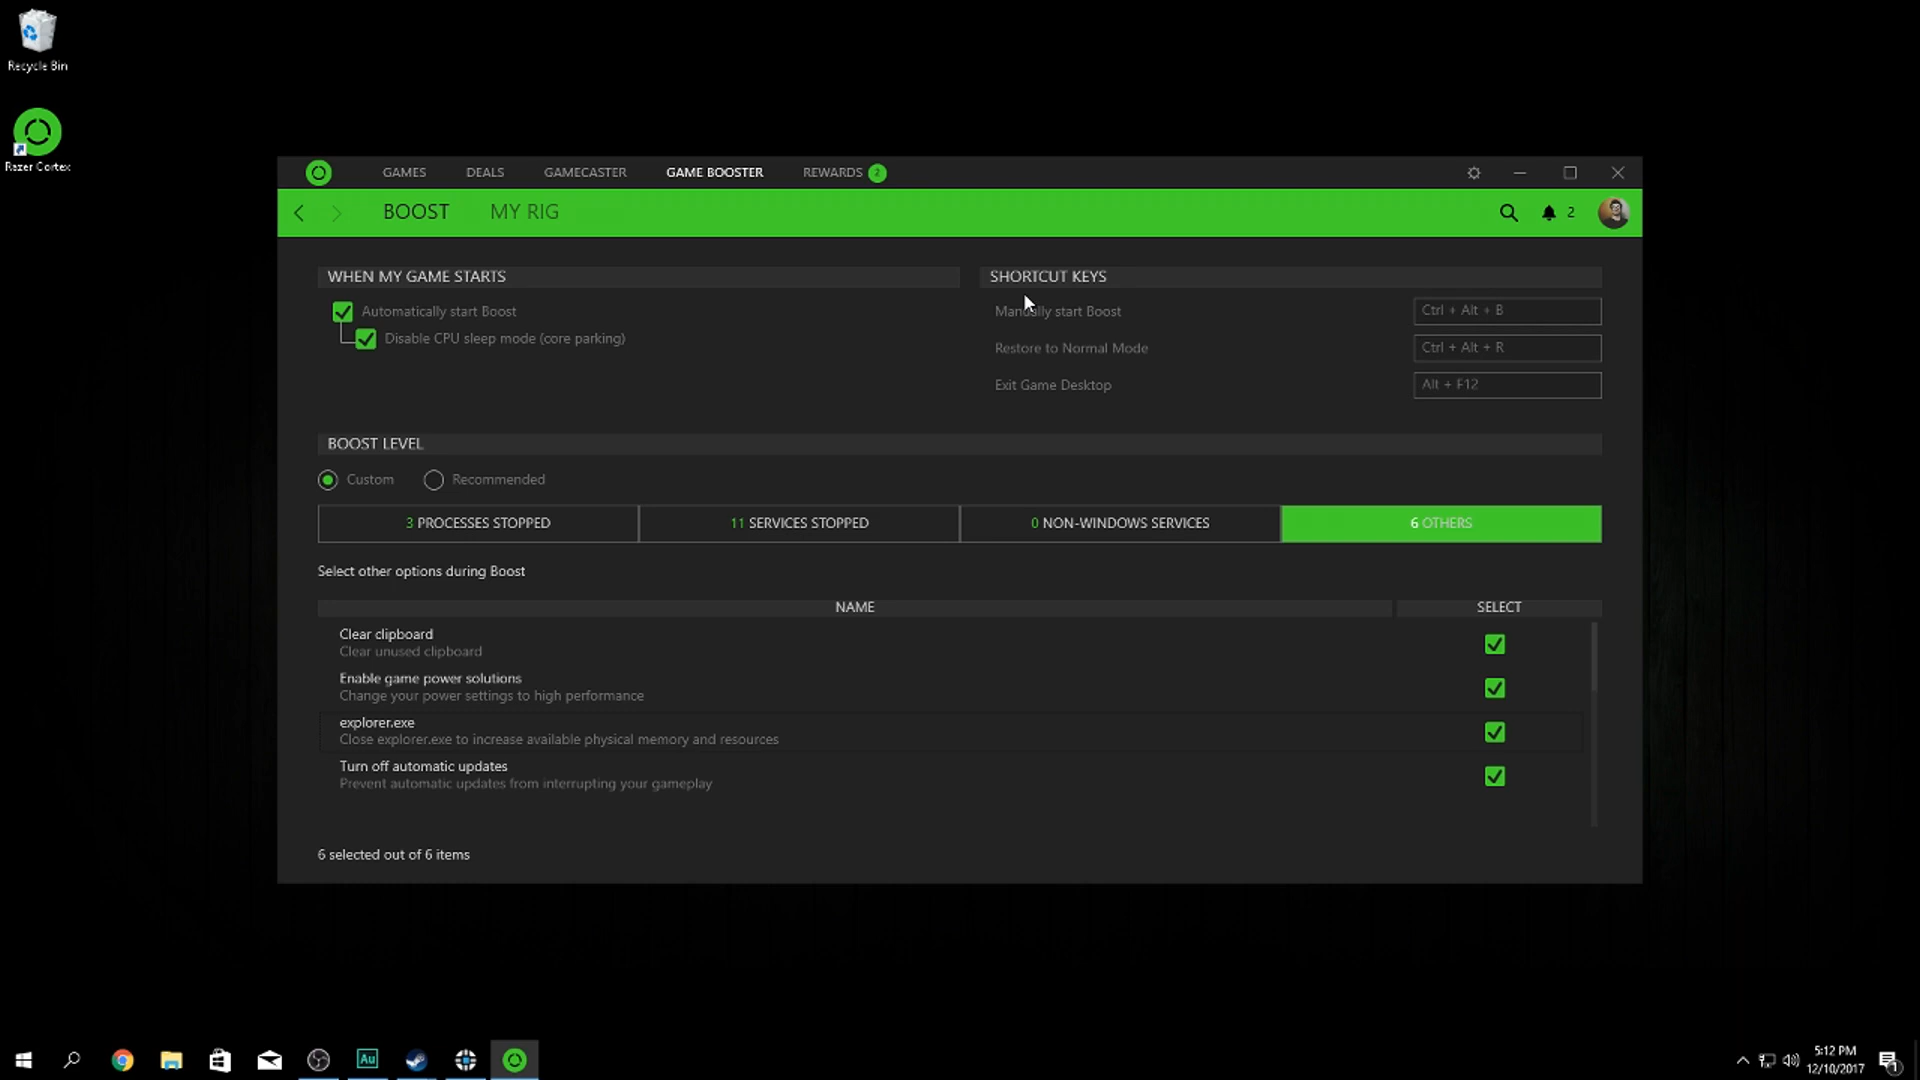 Recycle Bin
Razer Cortex
GAMES DEALS GAMECASTER GAME BOOSTER REWARDS 2
BOOST MY RIG 2
WHEN MY GAME STARTS
Automatically start Boost
Disable CPU sleep mode (core parking)
SHORTCUT KEYS
Manually start Boost Ctrl + Alt + B
Restore to Normal Mode Ctrl + Alt + R
Exit Game Desktop Alt + F12
BOOST LEVEL
Custom Recommended
3 PROCESSES STOPPED 11 SERVICES STOPPED 0 NON-WINDOWS SERVICES 6 OTHERS
Select other options during Boost
NAME SELECT
Clear clipboard
Clear unused clipboard
Enable game power solutions
Change your power settings to high performance
explorer.exe
Close explorer.exe to increase available physical memory and resources
Turn off automatic updates
Prevent automatic updates from interrupting your gameplay
6 selected out of 6 items
Au
5:12 PM
12/10/2017
1